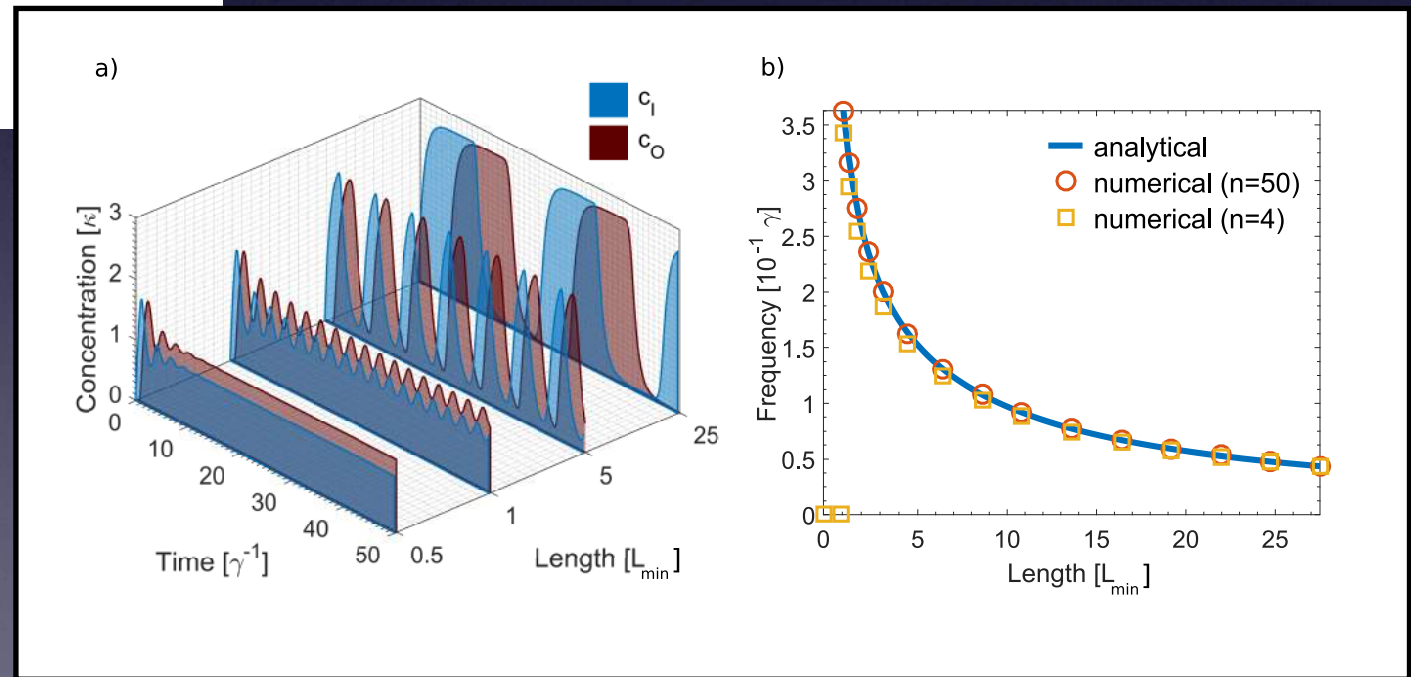 a)
c_I
c_O
Concentration [κ]
3
2
1
0
0
10
20
30
40
50
Time [γ⁻¹]
0.5
1
5
25
Length [L_min]
b)
analytical
numerical (n=50)
numerical (n=4)
Frequency [10⁻¹ γ]
3.5
3
2.5
2
1.5
1
0.5
0
0
5
10
15
20
25
Length [L_min]